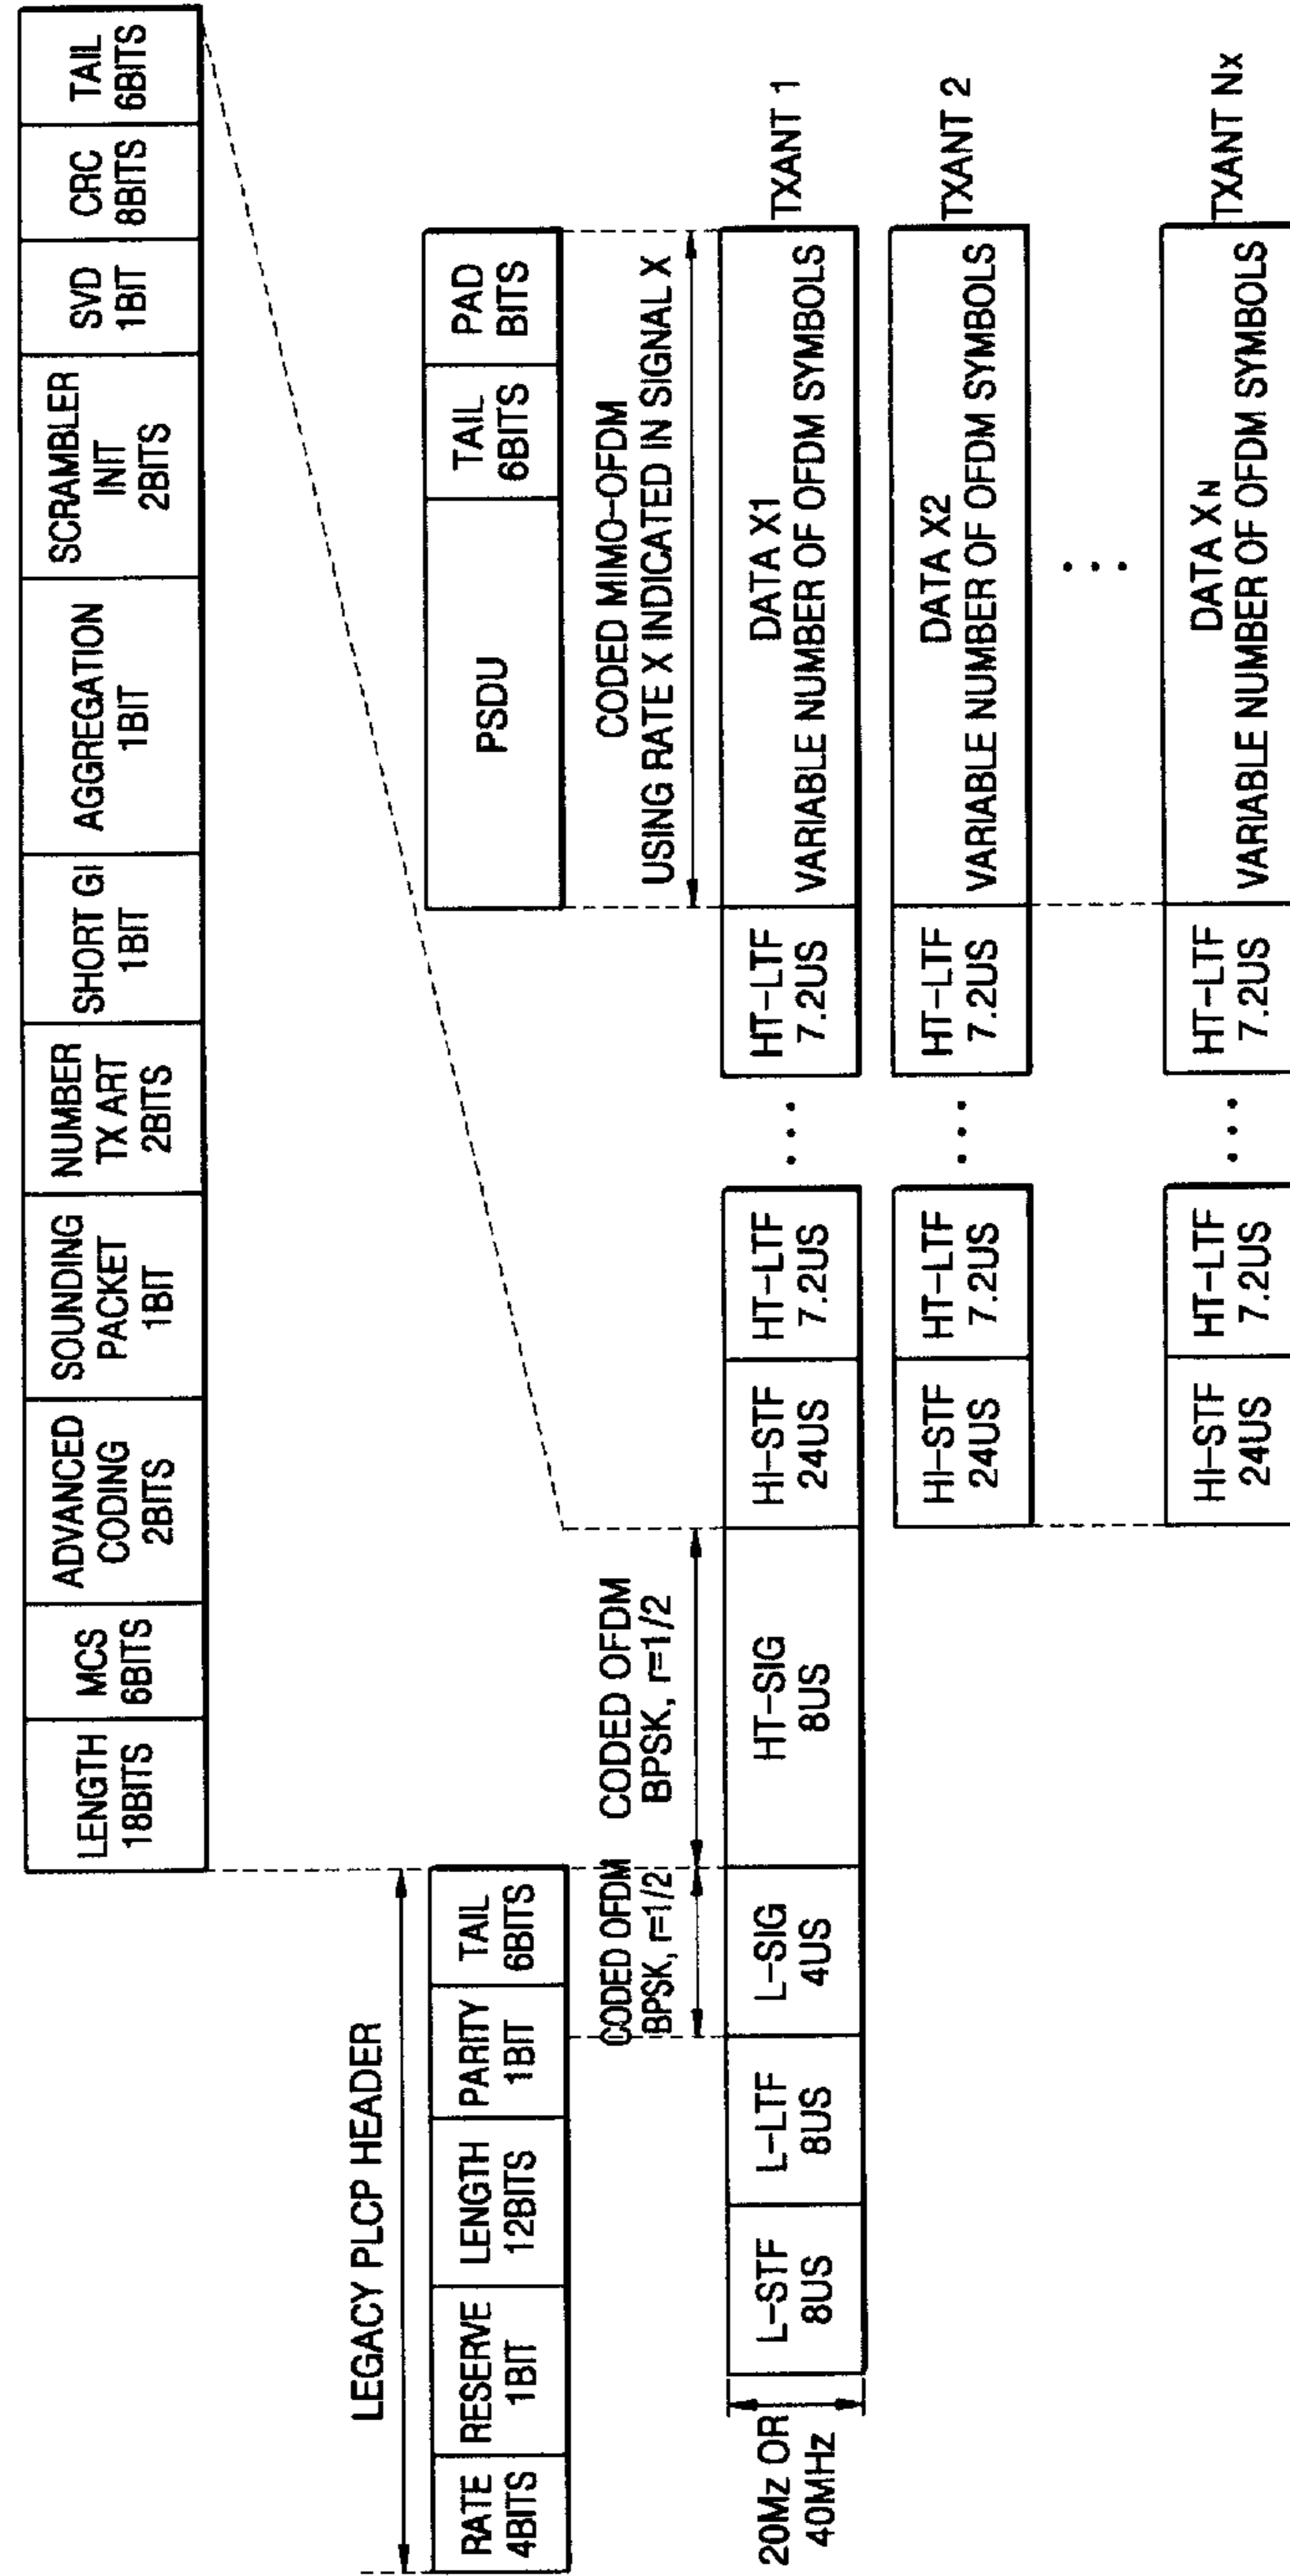 LENGTH
18BITS
MCS
6BITS
ADVANCED
CODING
2BITS
SOUNDING
PACKET
1BIT
NUMBER
TX ART
2BITS
SHORT GI
1BIT
AGGREGATION
1BIT
SCRAMBLER
INIT
2BITS
SVD
1BIT
CRC
8BITS
TAIL
6BITS
LEGACY PLCP HEADER
RATE
4BITS
RESERVE
1BIT
LENGTH
12BITS
PARITY
1BIT
TAIL
6BITS
PSDU
TAIL
6BITS
PAD
BITS
CODED OFDM
BPSK, r=1/2
CODED OFDM
BPSK, r=1/2
CODED MIMO-OFDM
USING RATE X INDICATED IN SIGNAL X
20Mz OR
40MHz
L-STF
8US
L-LTF
8US
L-SIG
4US
HT-SIG
8US
HI-STF
24US
HT-LTF
7.2US
...
HT-LTF
7.2US
DATA X1
VARIABLE NUMBER OF OFDM SYMBOLS
TXANT 1
HI-STF
24US
HT-LTF
7.2US
...
HT-LTF
7.2US
DATA X2
VARIABLE NUMBER OF OFDM SYMBOLS
TXANT 2
...
HI-STF
24US
HT-LTF
7.2US
...
HT-LTF
7.2US
DATA XN
VARIABLE NUMBER OF OFDM SYMBOLS
TXANT Nx